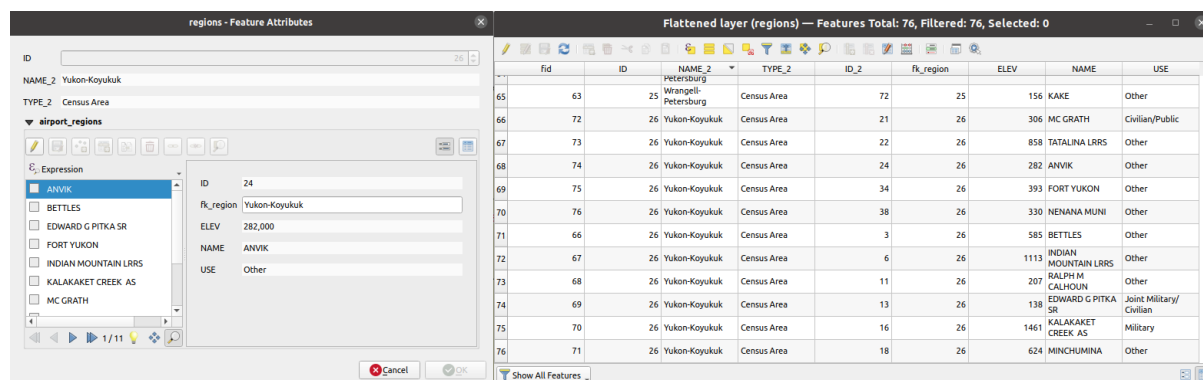 regions - Feature Attributes
ID 26
NAME_2 Yukon-Koyukuk
TYPE_2 Census Area
airport_regions
Expression
ANVIK
BETTLES
EDWARD G PITKA SR
FORT YUKON
INDIAN MOUNTAIN LRRS
KALAKAKET CREEK AS
MC GRATH
ID 24
fk_region Yukon-Koyukuk
ELEV 282,000
NAME ANVIK
USE Other
1 / 11
Cancel OK
Flattened layer (regions) — Features Total: 76, Filtered: 76, Selected: 0
fid ID NAME_2 TYPE_2 ID_2 fk_region ELEV NAME USE
Petersburg
65 63 25 Wrangell-Petersburg Census Area 72 25 156 KAKE Other
66 72 26 Yukon-Koyukuk Census Area 21 26 306 MC GRATH Civilian/Public
67 73 26 Yukon-Koyukuk Census Area 22 26 858 TATALINA LRRS Other
68 74 26 Yukon-Koyukuk Census Area 24 26 282 ANVIK Other
69 75 26 Yukon-Koyukuk Census Area 34 26 393 FORT YUKON Other
70 76 26 Yukon-Koyukuk Census Area 38 26 330 NENANA MUNI Other
71 66 26 Yukon-Koyukuk Census Area 3 26 585 BETTLES Other
72 67 26 Yukon-Koyukuk Census Area 6 26 1113 INDIAN MOUNTAIN LRRS Other
73 68 26 Yukon-Koyukuk Census Area 11 26 207 RALPH M CALHOUN Other
74 69 26 Yukon-Koyukuk Census Area 13 26 138 EDWARD G PITKA SR Joint Military/Civilian
75 70 26 Yukon-Koyukuk Census Area 16 26 1461 KALAKAKET CREEK AS Military
76 71 26 Yukon-Koyukuk Census Area 18 26 624 MINCHUMINA Other
Show All Features